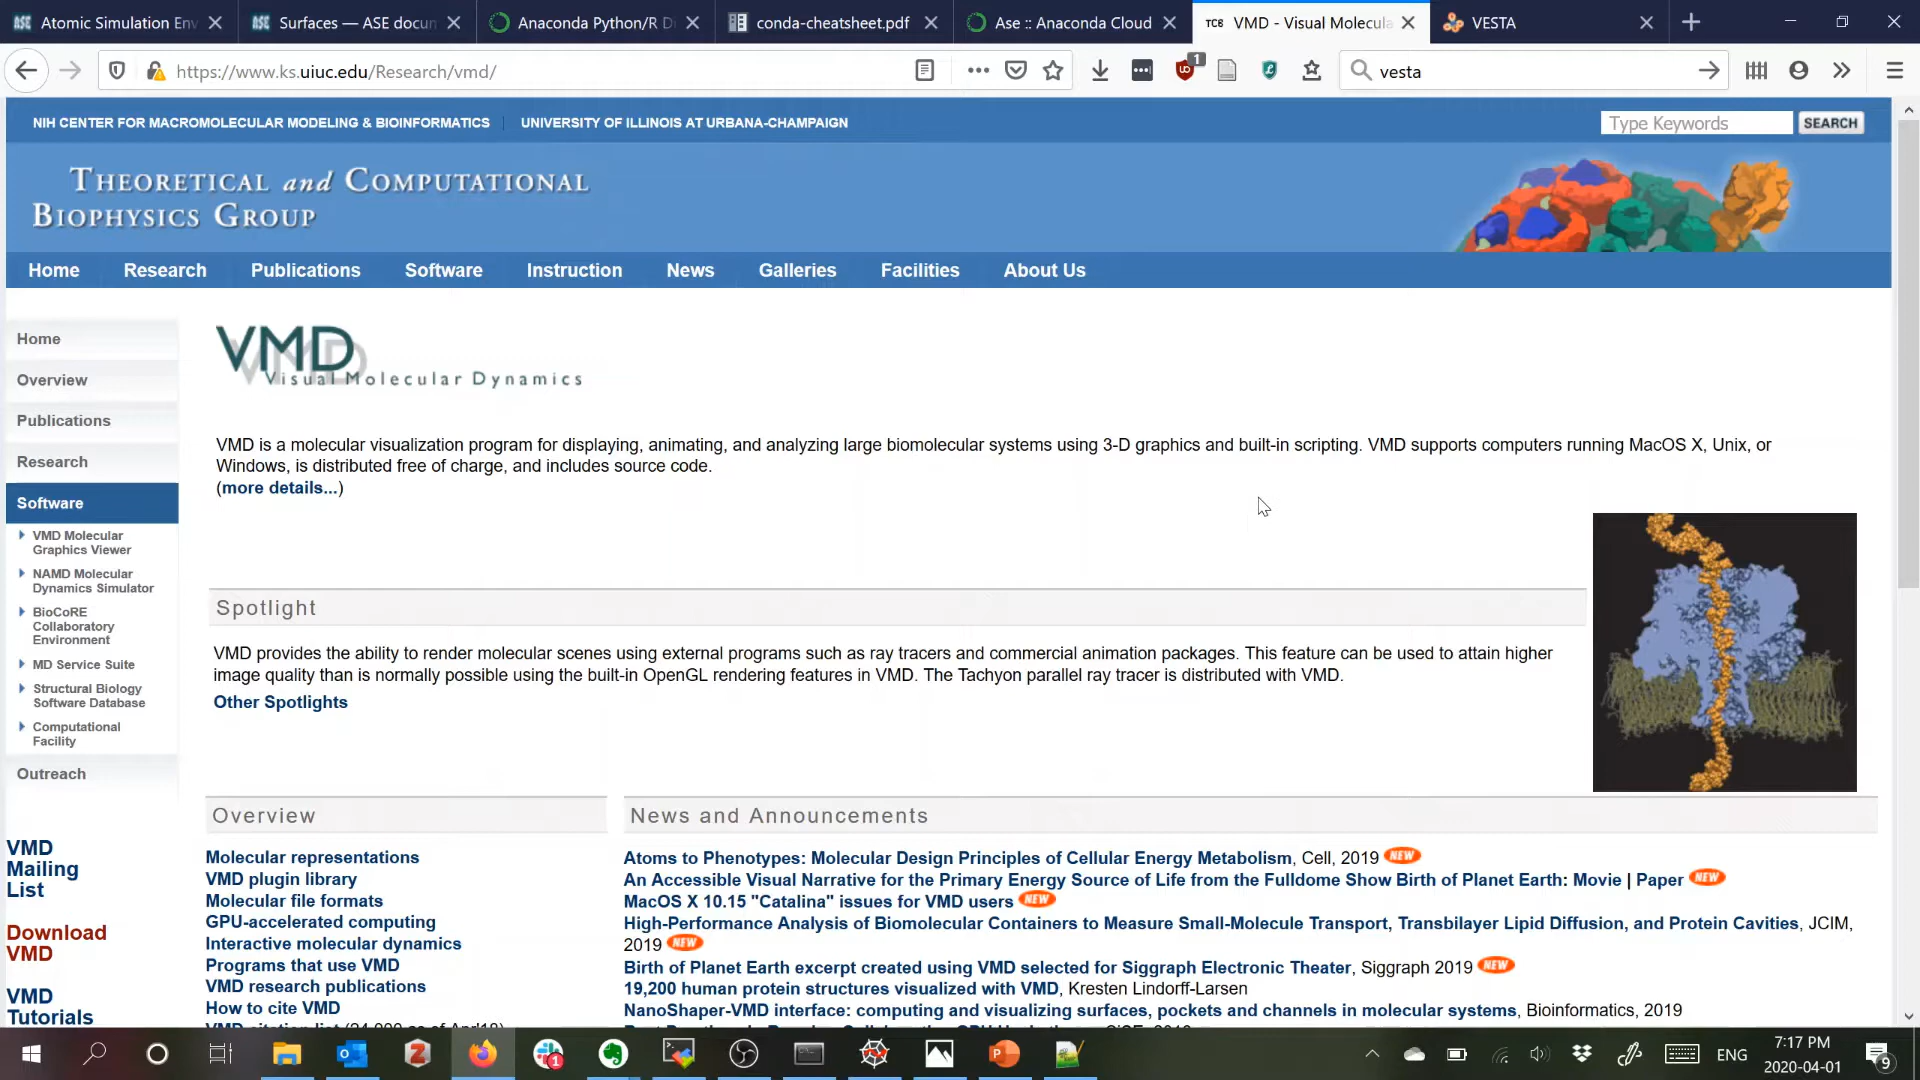 Atomic Simulation Env
Surfaces — ASE docum
Anaconda Python/R D
conda-cheatsheet.pdf
Ase :: Anaconda Cloud
VMD - Visual Molecula
VESTA
https://www.ks.uiuc.edu/Research/vmd/
vesta
NIH CENTER FOR MACROMOLECULAR MODELING & BIOINFORMATICS
UNIVERSITY OF ILLINOIS AT URBANA-CHAMPAIGN
Type Keywords
SEARCH
THEORETICAL and COMPUTATIONAL
BIOPHYSICS GROUP
Home Research Publications Software Instruction News Galleries Facilities About Us
Home
Overview
Publications
Research
Software
VMD Molecular
Graphics Viewer
NAMD Molecular
Dynamics Simulator
BioCoRE
Collaboratory
Environment
MD Service Suite
Structural Biology
Software Database
Computational
Facility
Outreach
VMD
Mailing
List
Download
VMD
VMD
Tutorials
VMD
Visual Molecular Dynamics
VMD is a molecular visualization program for displaying, animating, and analyzing large biomolecular systems using 3-D graphics and built-in scripting. VMD supports computers running MacOS X, Unix, or
Windows, is distributed free of charge, and includes source code.
(more details...)
Spotlight
VMD provides the ability to render molecular scenes using external programs such as ray tracers and commercial animation packages. This feature can be used to attain higher
image quality than is normally possible using the built-in OpenGL rendering features in VMD. The Tachyon parallel ray tracer is distributed with VMD.
Other Spotlights
Overview
Molecular representations
VMD plugin library
Molecular file formats
GPU-accelerated computing
Interactive molecular dynamics
Programs that use VMD
VMD research publications
How to cite VMD
News and Announcements
Atoms to Phenotypes: Molecular Design Principles of Cellular Energy Metabolism, Cell, 2019 NEW
An Accessible Visual Narrative for the Primary Energy Source of Life from the Fulldome Show Birth of Planet Earth: Movie | Paper NEW
MacOS X 10.15 "Catalina" issues for VMD users NEW
High-Performance Analysis of Biomolecular Containers to Measure Small-Molecule Transport, Transbilayer Lipid Diffusion, and Protein Cavities, JCIM,
2019 NEW
Birth of Planet Earth excerpt created using VMD selected for Siggraph Electronic Theater, Siggraph 2019 NEW
19,200 human protein structures visualized with VMD, Kresten Lindorff-Larsen
NanoShaper-VMD interface: computing and visualizing surfaces, pockets and channels in molecular systems, Bioinformatics, 2019
ENG
7:17 PM
2020-04-01
9